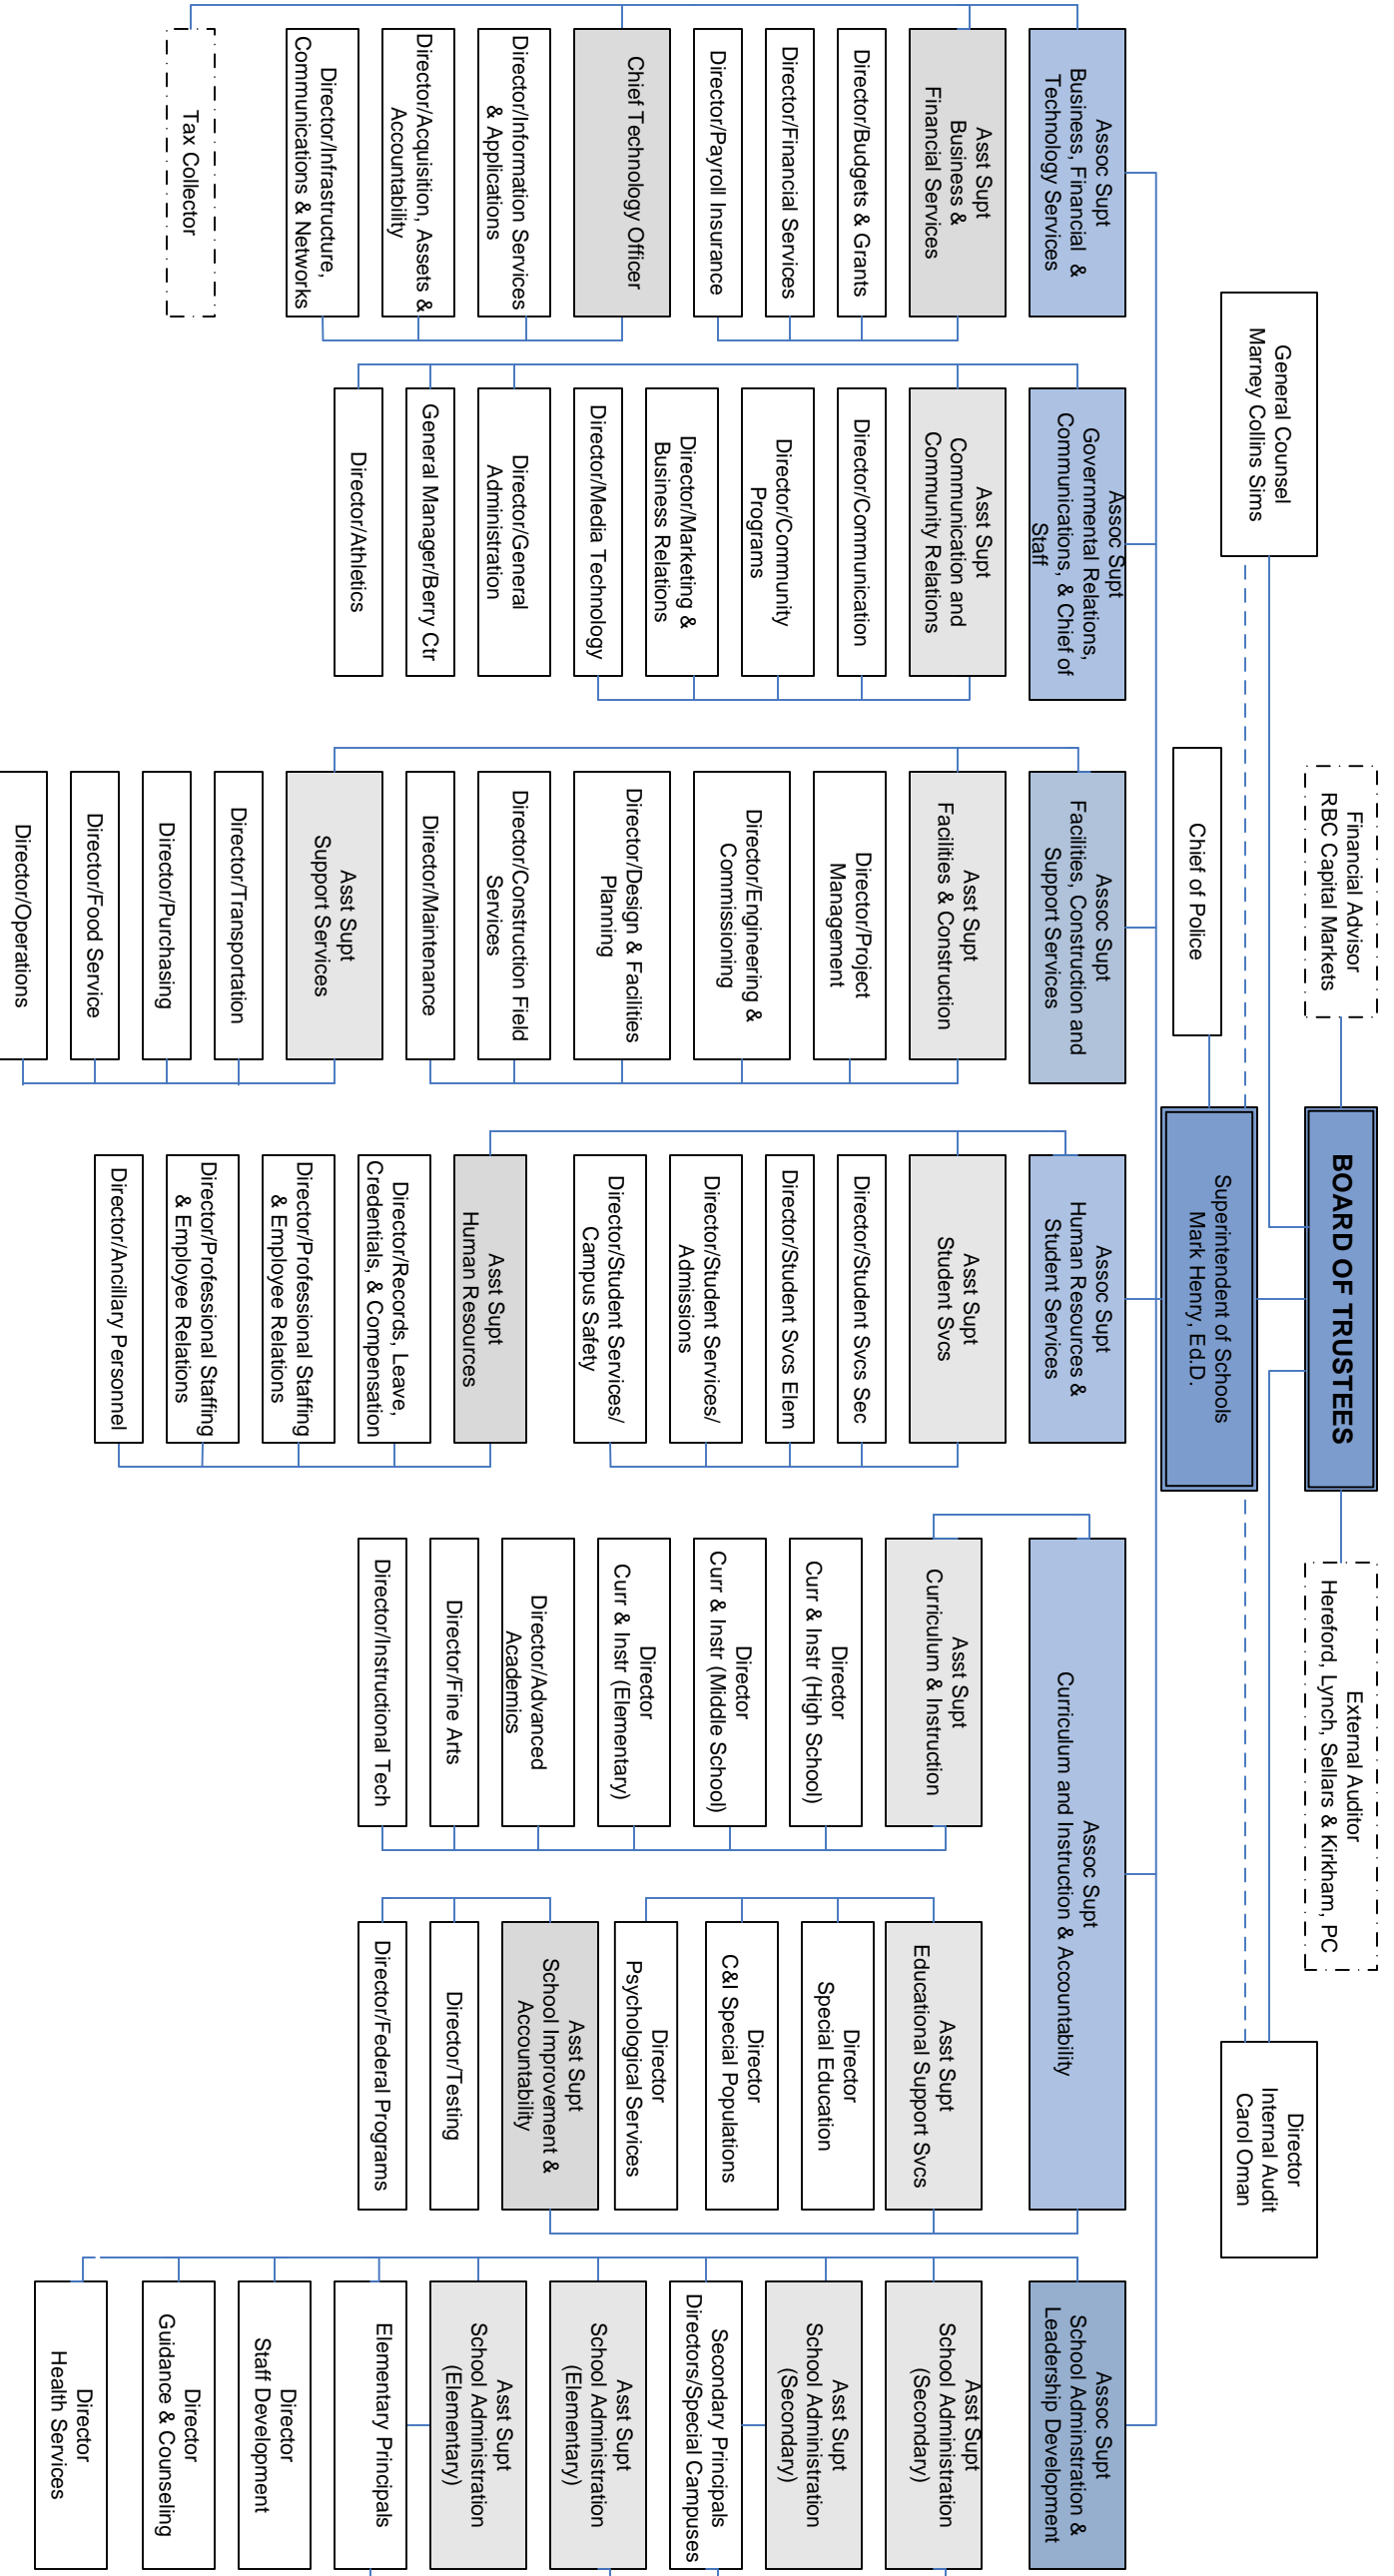 Financial Advisor
RBC Capital Markets
BOARD OF TRUSTEES
External Auditor
Hereford, Lynch, Sellars & Kirkham, PC
General Counsel
Marney Collins Sims
Director
Internal Audit
Carol Oman
Superintendent of Schools
Mark Henry, Ed.D.
Chief of Police
Assoc Supt
Business, Financial &
Technology Services
Asst Supt
Business &
Financial Services
Director/Budgets & Grants
Director/Financial Services
Director/Payroll Insurance
Chief Technology Officer
Director/Information Services
& Applications
Director/Acquisition, Assets &
Accountability
Director/Infrastructure,
Communications & Networks
Tax Collector
Assoc Supt
Governmental Relations,
Communications, & Chief of
Staff
Asst Supt
Communication and
Community Relations
Director/Communication
Director/Community
Programs
Director/Marketing &
Business Relations
Director/Media Technology
Director/General
Administration
General Manager/Berry Ctr
Director/Athletics
Assoc Supt
Facilities, Construction and
Support Services
Asst Supt
Facilities & Construction
Director/Project
Management
Director/Engineering &
Commissioning
Director/Design & Facilities
Planning
Director/Construction Field
Services
Director/Maintenance
Asst Supt
Support Services
Director/Transportation
Director/Purchasing
Director/Food Service
Director/Operations
Assoc Supt
Human Resources &
Student Services
Asst Supt
Student Svcs
Director/Student Svcs Sec
Director/Student Svcs Elem
Director/Student Services/
Admissions
Director/Student Services/
Campus Safety
Asst Supt
Human Resources
Director/Records, Leave,
Credentials, & Compensation
Director/Professional Staffing
& Employee Relations
Director/Professional Staffing
& Employee Relations
Director/Ancillary Personnel
Assoc Supt
Curriculum and Instruction & Accountability
Asst Supt
Curriculum & Instruction
Director
Curr & Instr (High School)
Director
Curr & Instr (Middle School)
Director
Curr & Instr (Elementary)
Director/Advanced
Academics
Director/Fine Arts
Director/Instructional Tech
Asst Supt
Educational Support Svcs
Director
Special Education
Director
C&I Special Populations
Director
Psychological Services
Asst Supt
School Improvement &
Accountability
Director/Testing
Director/Federal Programs
Assoc Supt
School Adminstration &
Leadership Development
Asst Supt
School Administration
(Secondary)
Asst Supt
School Administration
(Secondary)
Secondary Principals
Directors/Special Campuses
Asst Supt
School Administration
(Elementary)
Asst Supt
School Administration
(Elementary)
Elementary Principals
Director
Staff Development
Director
Guidance & Counseling
Director
Health Services